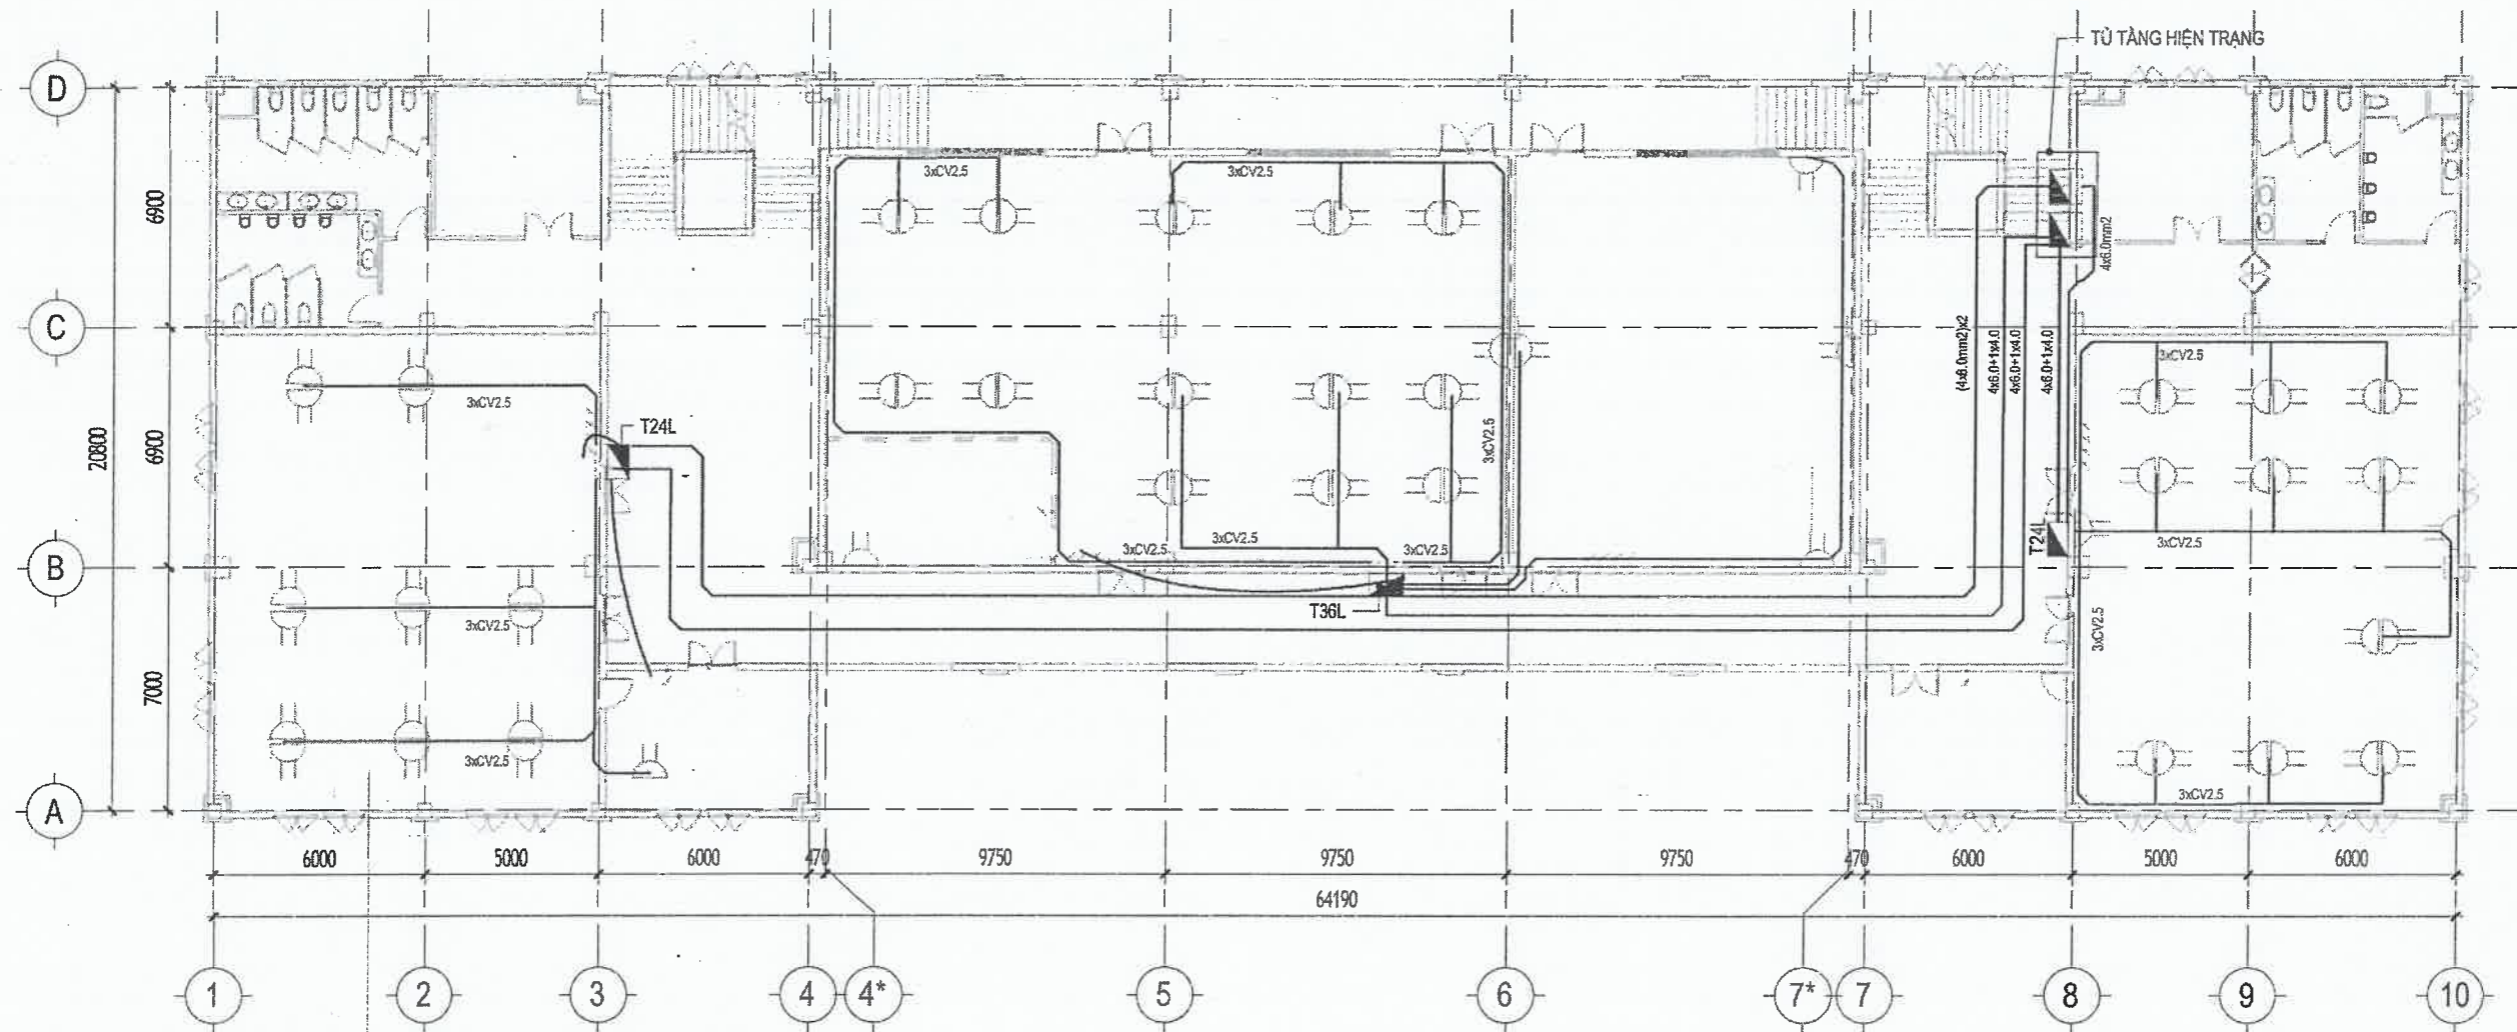 TỦ TẦNG HIỆN TRẠNG
D
3xCV2.5
3xCV2.5
6900
4x6.0mm2
C
(4x6.0mm2)x2
4x6.0+1x4.0
4x6.0+1x4.0
4x6.0+1x4.0
3xCV2.5
3xCV2.5
T24L
3xCV2.5
20800
6900
T24L
3xCV2.5
3xCV2.5
3xCV2.5
3xCV2.5
B
T36L
3xCV2.5
3xCV2.5
7000
3xCV2.5
3xCV2.5
A
6000
5000
6000
470
9750
9750
9750
470
6000
5000
6000
64190
1
2
3
4
4*
5
6
7*
7
8
9
10